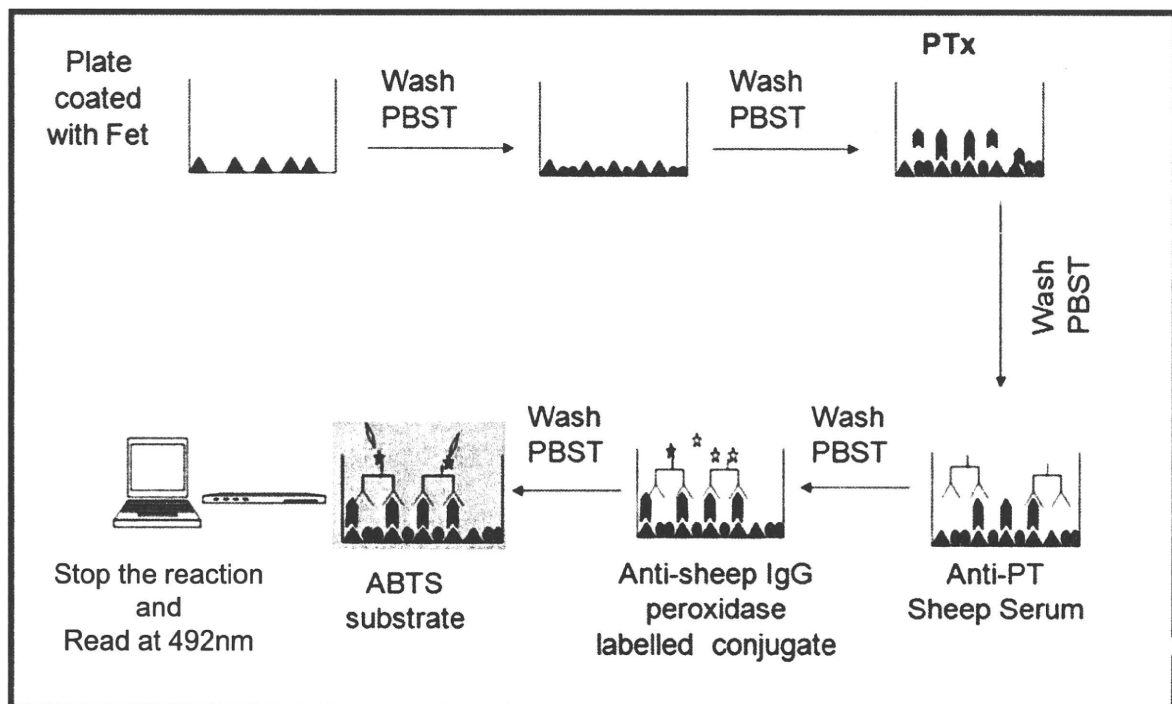 Plate
coated
with Fet
Wash
PBST
Wash
PBST
PTx
Wash
PBST
Anti-PT
Sheep Serum
Wash
PBST
Anti-sheep IgG
peroxidase
labelled conjugate
Wash
PBST
ABTS
substrate
Stop the reaction
and
Read at 492nm